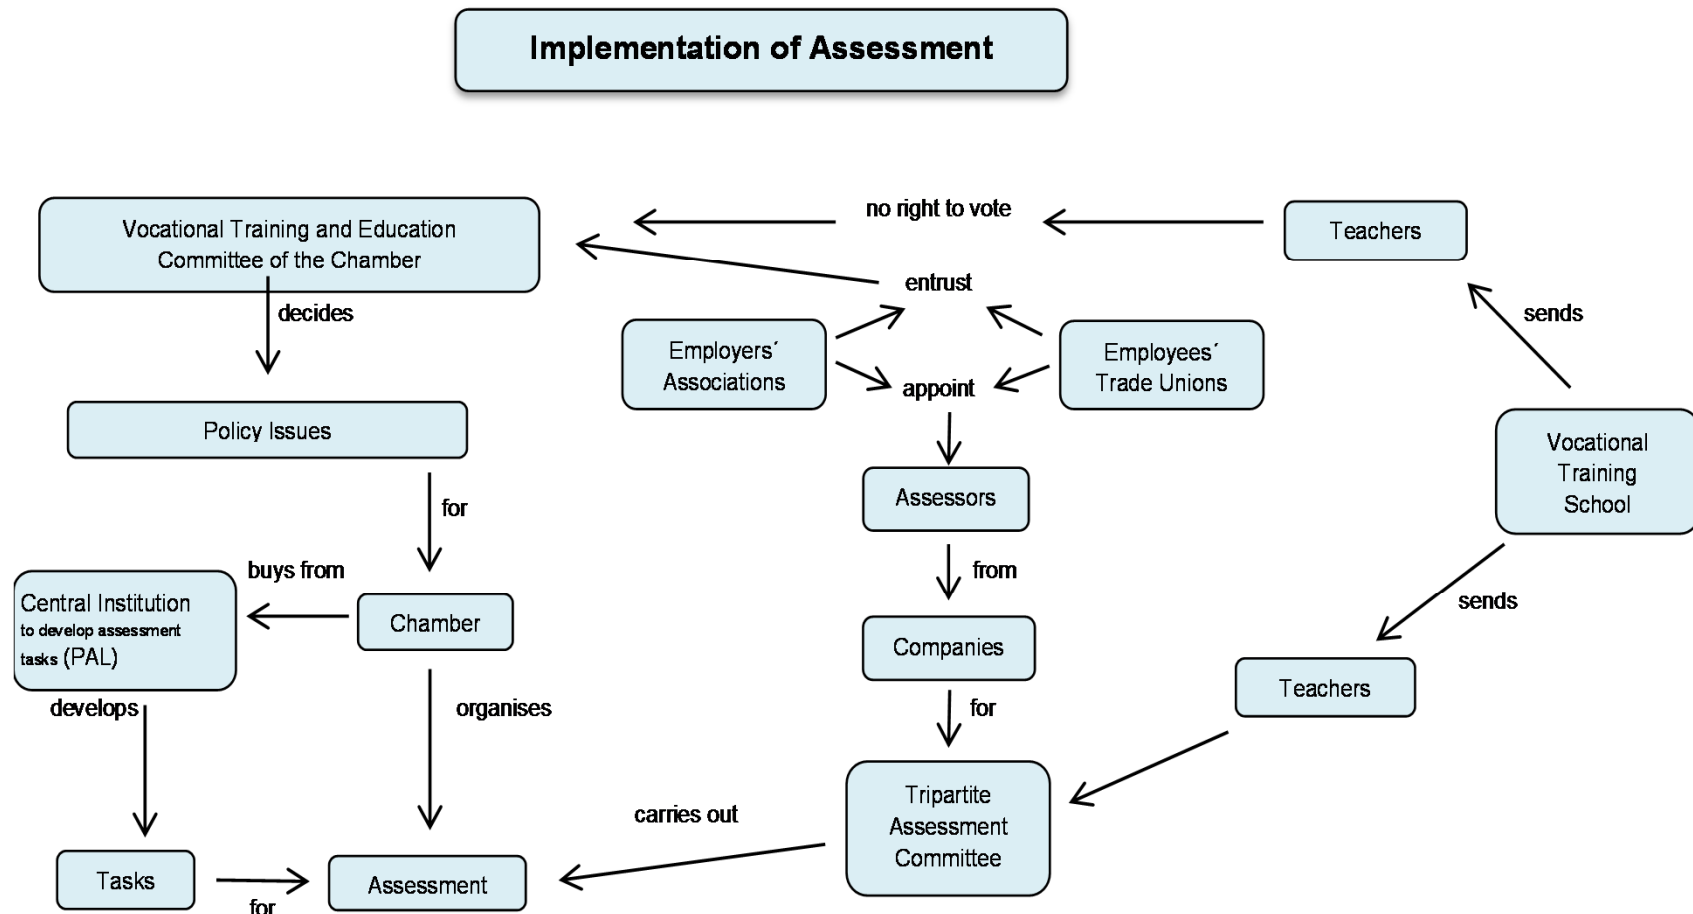 Implementation of Assessment
Vocational Training and Education
Committee of the Chamber
no right to vote
Teachers
entrust
decides
sends
Employers´
Associations
Employees´
Trade Unions
appoint
Policy Issues
Vocational
Training
School
Assessors
for
buys from
from
Central Institution
to develop assessment
tasks (PAL)
Chamber
sends
Companies
Teachers
develops
organises
for
Tripartite
Assessment
Committee
carries out
Tasks
for
Assessment